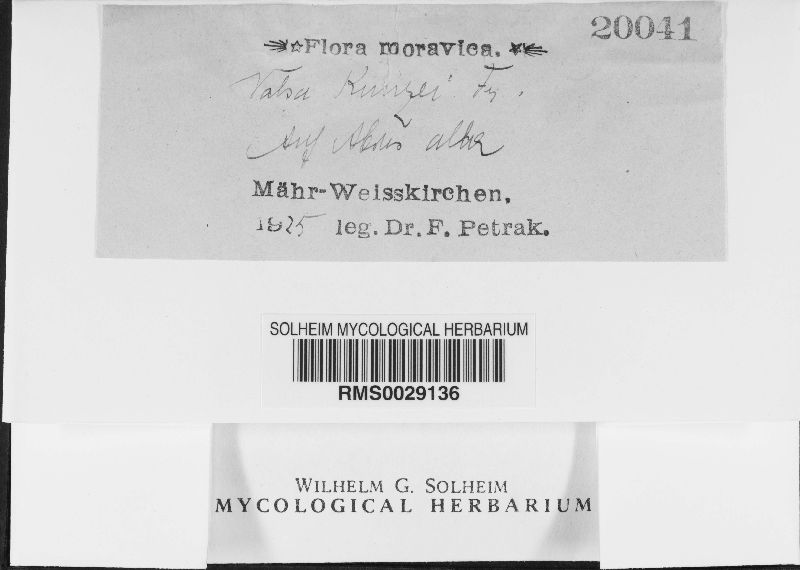 20041
Flora moravica.
Valsa Kunzei Fr.
Auf Abies alba
Mähr-Weisskirchen,
1925 leg. Dr. F. Petrak.
SOLHEIM MYCOLOGICAL HERBARIUM
RMS0029136
WILHELM G. SOLHEIM
MYCOLOGICAL HERBARIUM